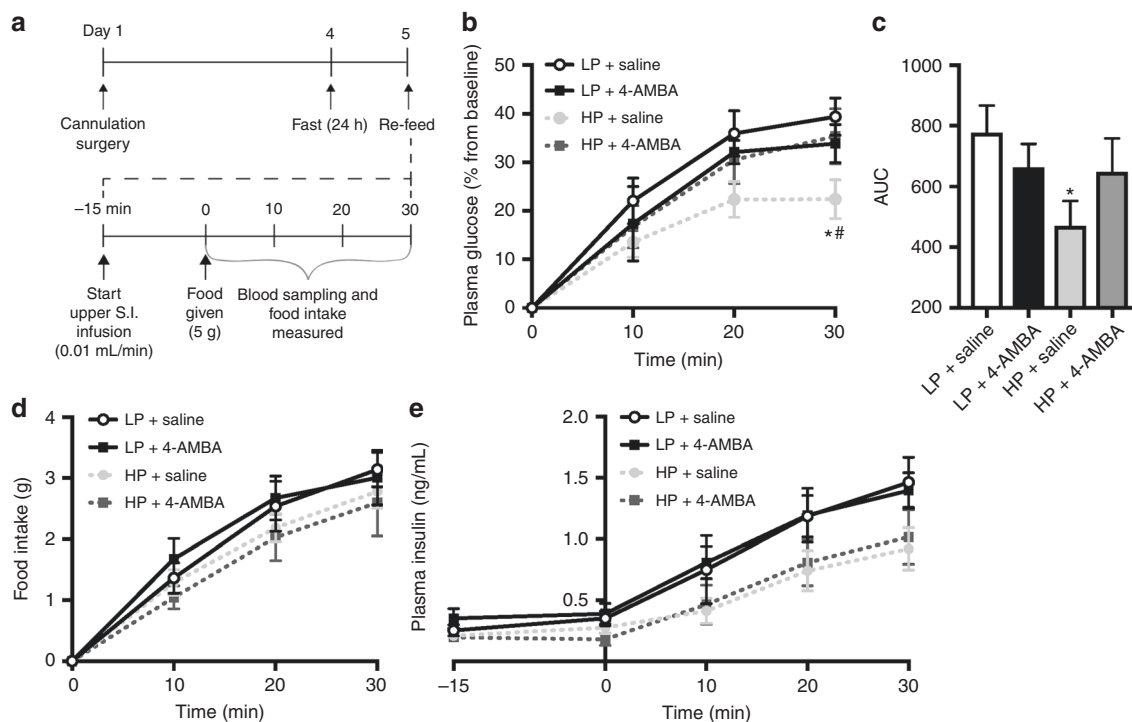 a
Day 1
4
5
Cannulation
surgery
Fast (24 h)
Re-feed
–15 min
0
10
20
30
Start
upper S.I.
infusion
(0.01 mL/min)
Food
given
(5 g)
Blood sampling and
food intake
measured
b
LP + saline
LP + 4-AMBA
HP + saline
HP + 4-AMBA
Plasma glucose (% from baseline)
50
40
30
20
10
0
*#
0
10
20
30
Time (min)
c
AUC
1000
800
600
400
200
*
LP + saline
LP + 4-AMBA
HP + saline
HP + 4-AMBA
d
LP + saline
LP + 4-AMBA
HP + saline
HP + 4-AMBA
Food intake (g)
4
3
2
1
0
0
10
20
30
Time (min)
e
LP + saline
LP + 4-AMBA
HP + saline
HP + 4-AMBA
Plasma insulin (ng/mL)
2.0
1.5
1.0
0.5
–15
0
10
20
30
Time (min)